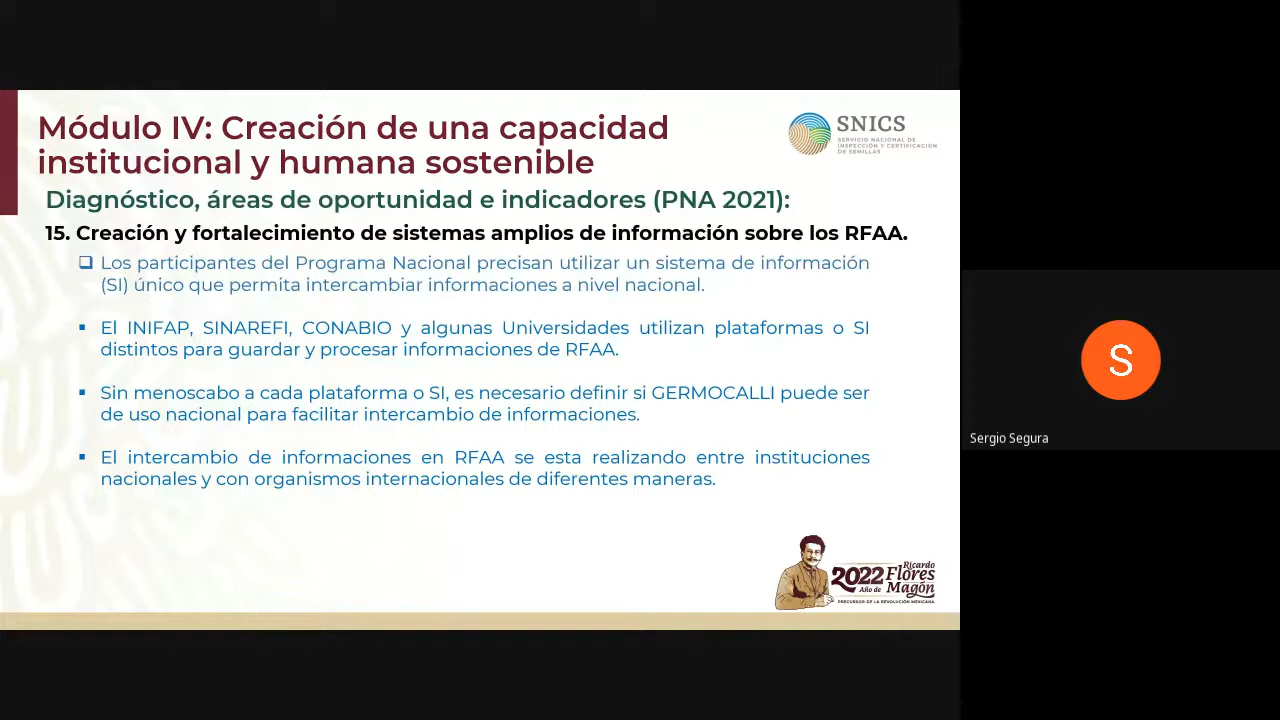 Módulo IV: Creación de una capacidad
institucional y humana sostenible
SNICS
SERVICIO NACIONAL DE
INSPECCIÓN Y CERTIFICACIÓN
DE SEMILLAS
Diagnóstico, áreas de oportunidad e indicadores (PNA 2021):
15. Creación y fortalecimiento de sistemas amplios de información sobre los RFAA.
Los participantes del Programa Nacional precisan utilizar un sistema de información
(SI) único que permita intercambiar informaciones a nivel nacional.
El INIFAP, SINAREFI, CONABIO y algunas Universidades utilizan plataformas o SI
distintos para guardar y procesar informaciones de RFAA.
Sin menoscabo a cada plataforma o SI, es necesario definir si GERMOCALLI puede ser
de uso nacional para facilitar intercambio de informaciones.
El intercambio de informaciones en RFAA se esta realizando entre instituciones
nacionales y con organismos internacionales de diferentes maneras.
2022 Ricardo
Año de Flores
Magón
PRECURSOR DE LA REVOLUCIÓN MEXICANA
S
Sergio Segura